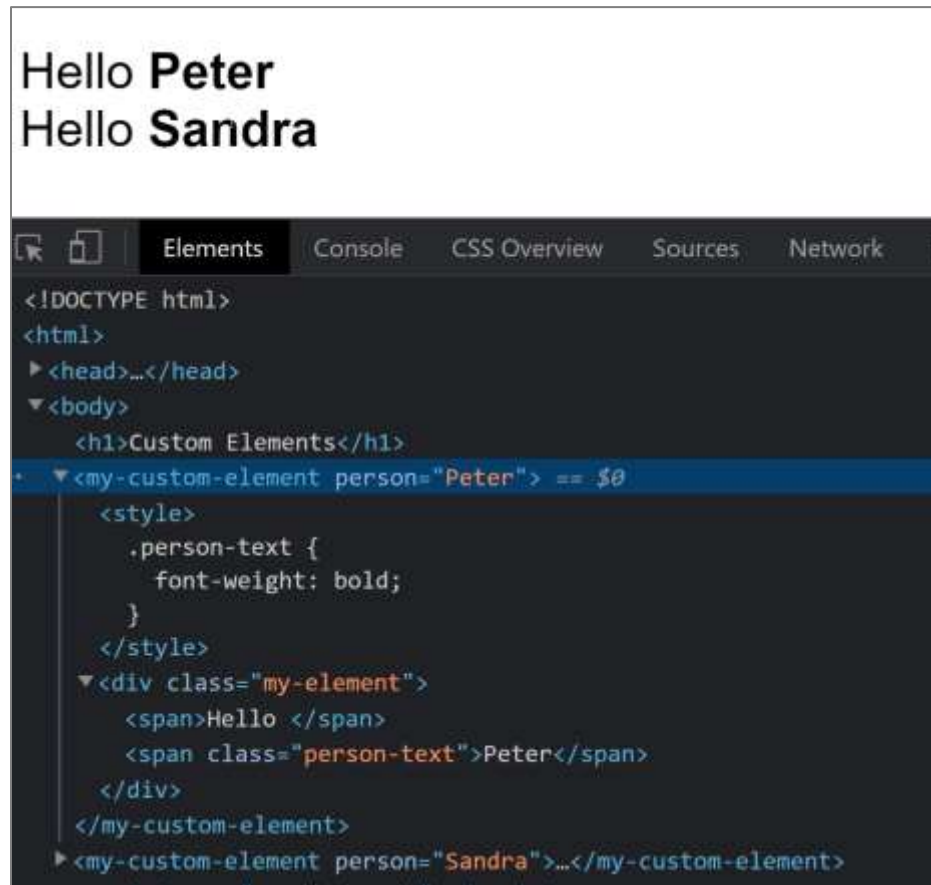 Hello Peter
Hello Sandra
Elements Console CSS Overview Sources Network
<!DOCTYPE html>
<html>
<head>…</head>
<body>
<h1>Custom Elements</h1>
<my-custom-element person="Peter"> == $0
<style>
.person-text {
font-weight: bold;
}
</style>
<div class="my-element">
<span>Hello </span>
<span class="person-text">Peter</span>
</div>
</my-custom-element>
<my-custom-element person="Sandra">…</my-custom-element>